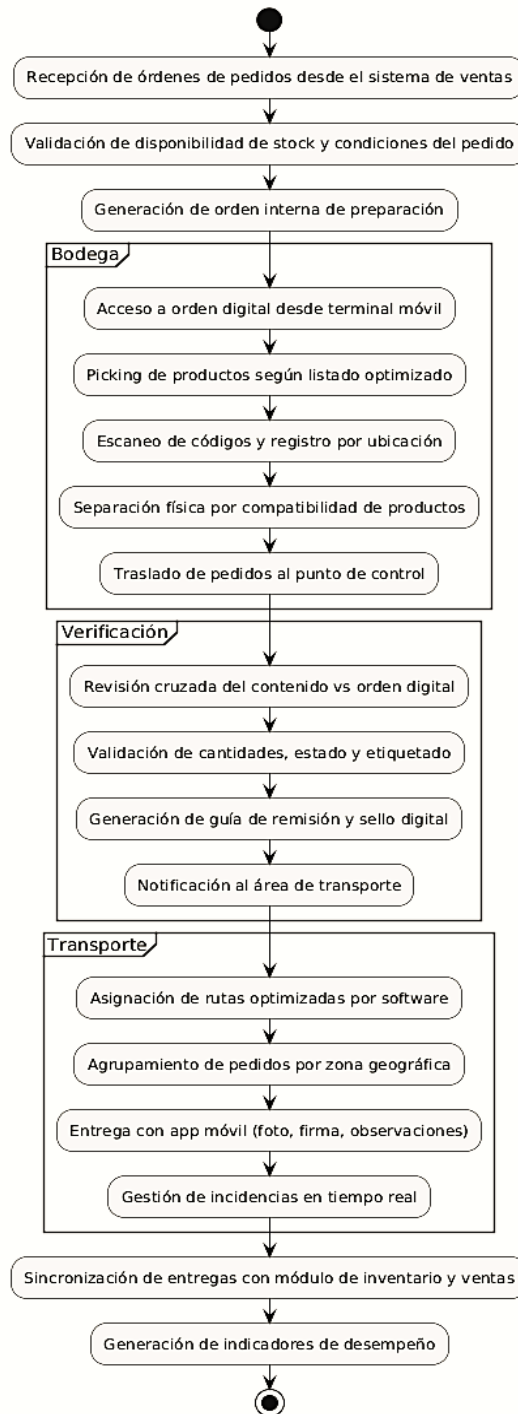 Recepción de órdenes de pedidos desde el sistema de ventas
Validación de disponibilidad de stock y condiciones del pedido
Generación de orden interna de preparación
Bodega
Acceso a orden digital desde terminal móvil
Picking de productos según listado optimizado
Escaneo de códigos y registro por ubicación
Separación física por compatibilidad de productos
Traslado de pedidos al punto de control
Verificación
Revisión cruzada del contenido vs orden digital
Validación de cantidades, estado y etiquetado
Generación de guía de remisión y sello digital
Notificación al área de transporte
Transporte
Asignación de rutas optimizadas por software
Agrupamiento de pedidos por zona geográfica
Entrega con app móvil (foto, firma, observaciones)
Gestión de incidencias en tiempo real
Sincronización de entregas con módulo de inventario y ventas
Generación de indicadores de desempeño